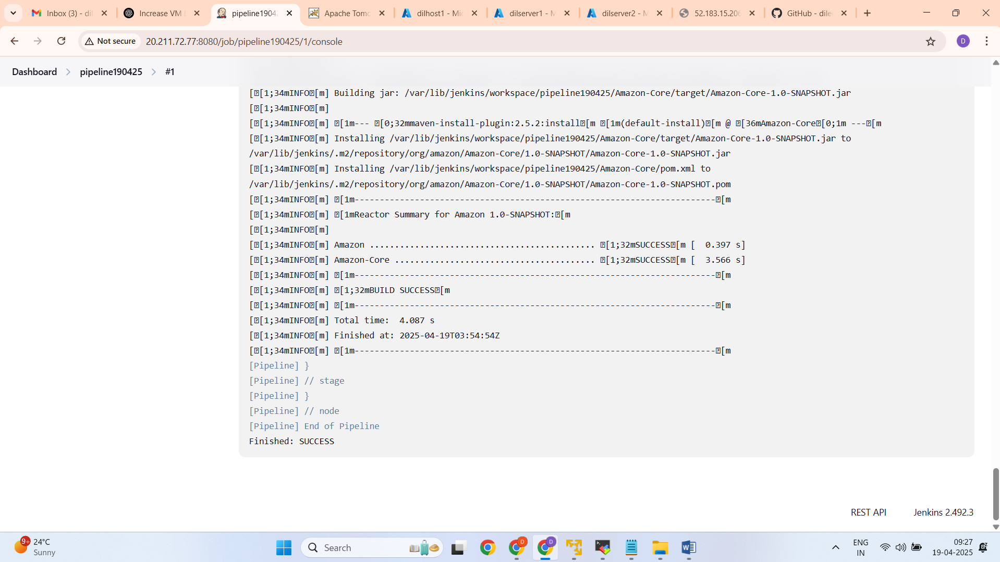 Inbox (3) - dil
Increase VM
pipeline19042
Apache Tomc
dilhost1 - Mic
dilserver1 - M
dilserver2 - M
52.183.15.206
GitHub - dile
Not secure
20.211.72.77:8080/job/pipeline190425/1/console
D
Dashboard
pipeline190425
#1
[[1;34mINFO[m] Building jar: /var/lib/jenkins/workspace/pipeline190425/Amazon-Core/target/Amazon-Core-1.0-SNAPSHOT.jar
[[1;34mINFO[m]
[[1;34mINFO[m] [1m--- [0;32mmaven-install-plugin:2.5.2:install[m [1m(default-install)[m @ [36mAmazon-Core[0;1m ---[m
[[1;34mINFO[m] Installing /var/lib/jenkins/workspace/pipeline190425/Amazon-Core/target/Amazon-Core-1.0-SNAPSHOT.jar to
/var/lib/jenkins/.m2/repository/org/amazon/Amazon-Core/1.0-SNAPSHOT/Amazon-Core-1.0-SNAPSHOT.jar
[[1;34mINFO[m] Installing /var/lib/jenkins/workspace/pipeline190425/Amazon-Core/pom.xml to
/var/lib/jenkins/.m2/repository/org/amazon/Amazon-Core/1.0-SNAPSHOT/Amazon-Core-1.0-SNAPSHOT.pom
[[1;34mINFO[m] [1m------------------------------------------------------------------------[m
[[1;34mINFO[m] [1mReactor Summary for Amazon 1.0-SNAPSHOT:[m
[[1;34mINFO[m]
[[1;34mINFO[m] Amazon ............................................. [1;32mSUCCESS[m [  0.397 s]
[[1;34mINFO[m] Amazon-Core ........................................ [1;32mSUCCESS[m [  3.566 s]
[[1;34mINFO[m] [1m------------------------------------------------------------------------[m
[[1;34mINFO[m] [1;32mBUILD SUCCESS[m
[[1;34mINFO[m] [1m------------------------------------------------------------------------[m
[[1;34mINFO[m] Total time:  4.087 s
[[1;34mINFO[m] Finished at: 2025-04-19T03:54:54Z
[[1;34mINFO[m] [1m------------------------------------------------------------------------[m
[Pipeline] }
[Pipeline] // stage
[Pipeline] }
[Pipeline] // node
[Pipeline] End of Pipeline
Finished: SUCCESS
REST API
Jenkins 2.492.3
9+
24°C
Sunny
Search
D
D
ENG
IN
09:27
19-04-2025